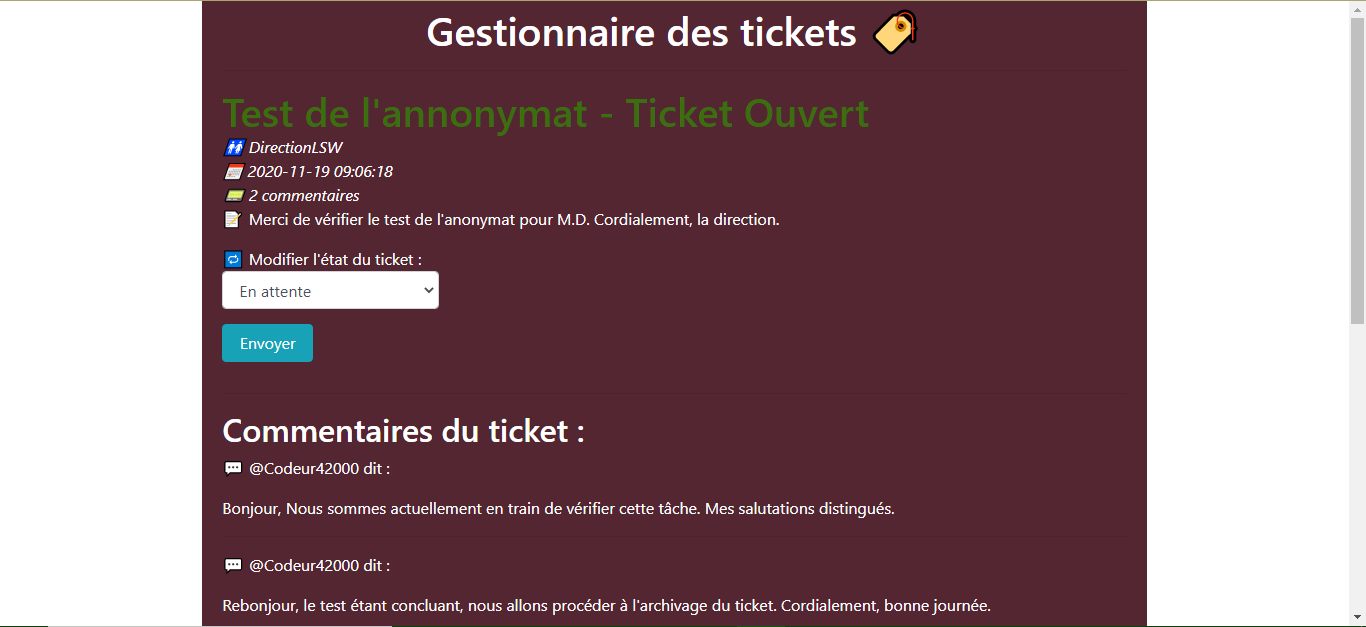 Gestionnaire des tickets
Test de l'annonymat - Ticket Ouvert
DirectionLSW
2020-11-19 09:06:18
2 commentaires
Merci de vérifier le test de l'anonymat pour M.D. Cordialement, la direction.
Modifier l'état du ticket :
En attente
Envoyer
Commentaires du ticket :
@Codeur42000 dit :
Bonjour, Nous sommes actuellement en train de vérifier cette tâche. Mes salutations distingués.
@Codeur42000 dit :
Rebonjour, le test étant concluant, nous allons procéder à l'archivage du ticket. Cordialement, bonne journée.